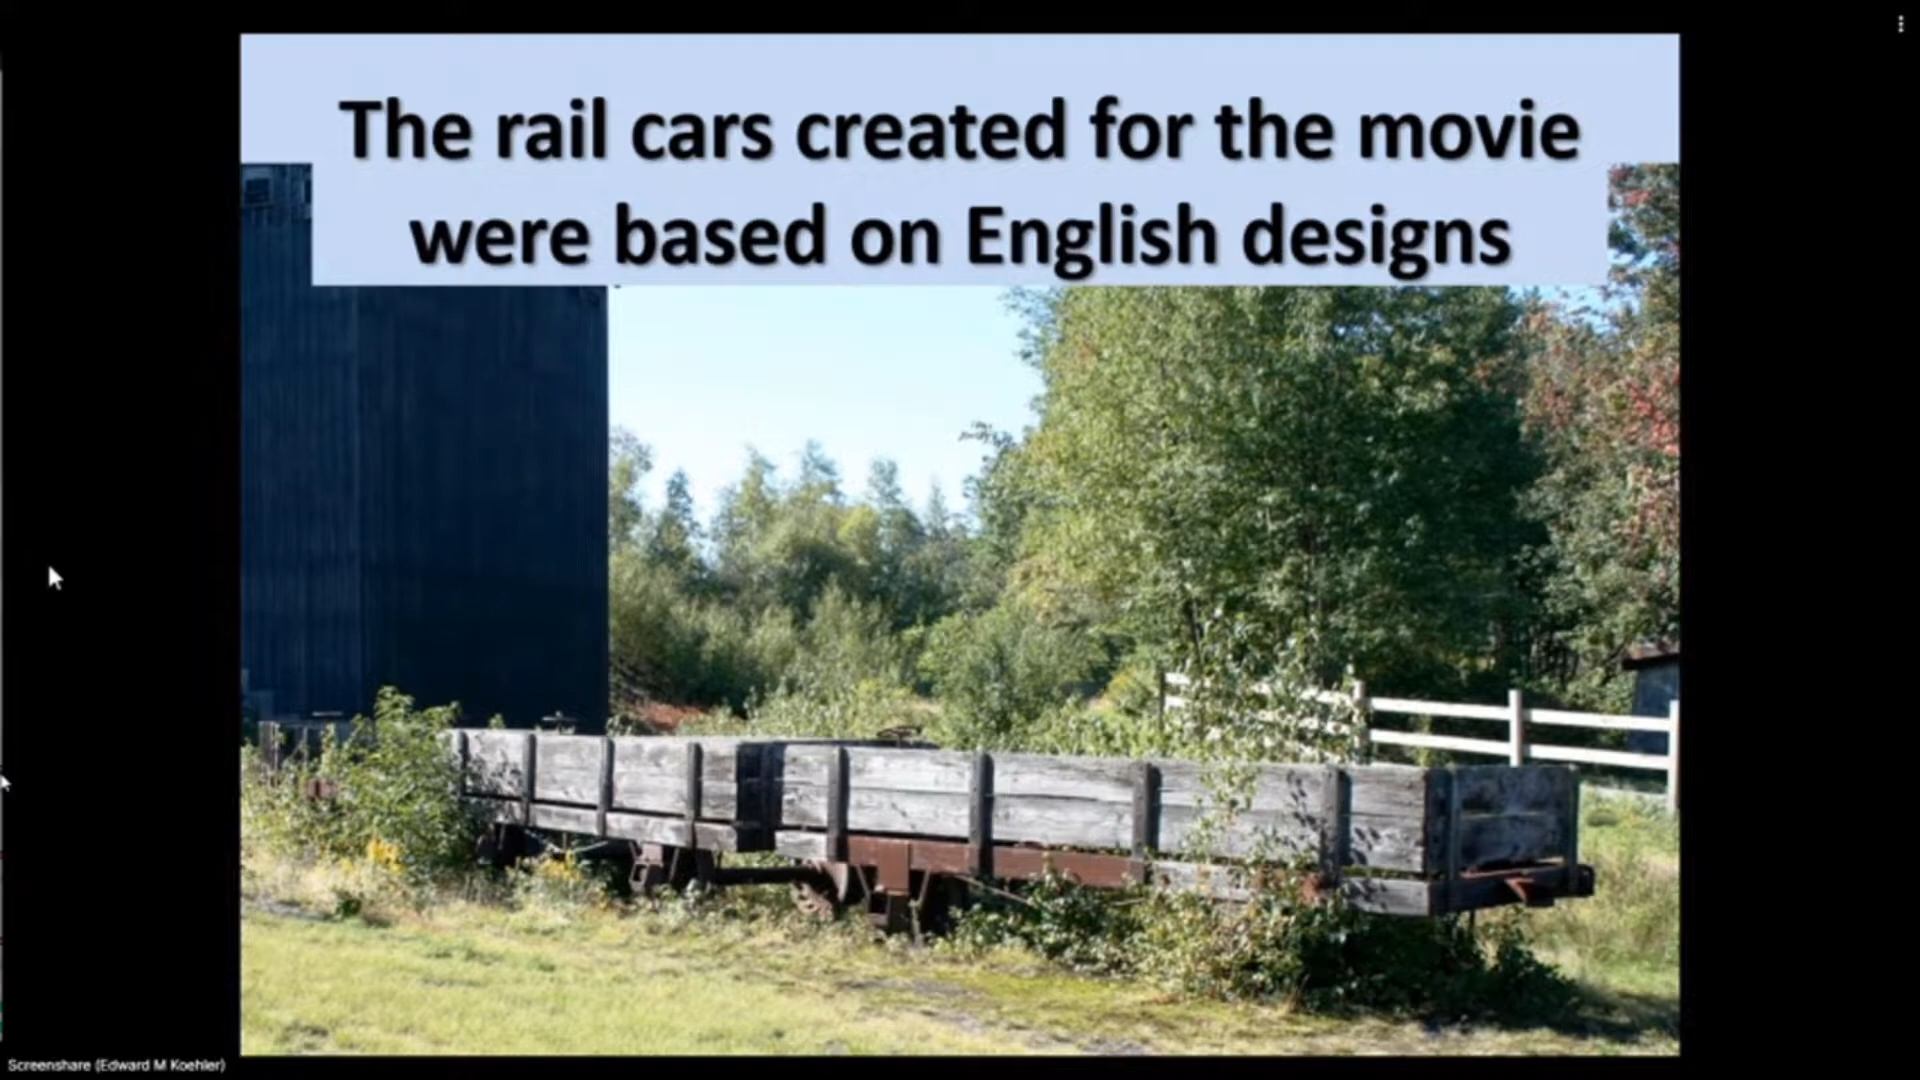 The rail cars created for the movie
were based on English designs
Screenshare (Edward M Koehler)